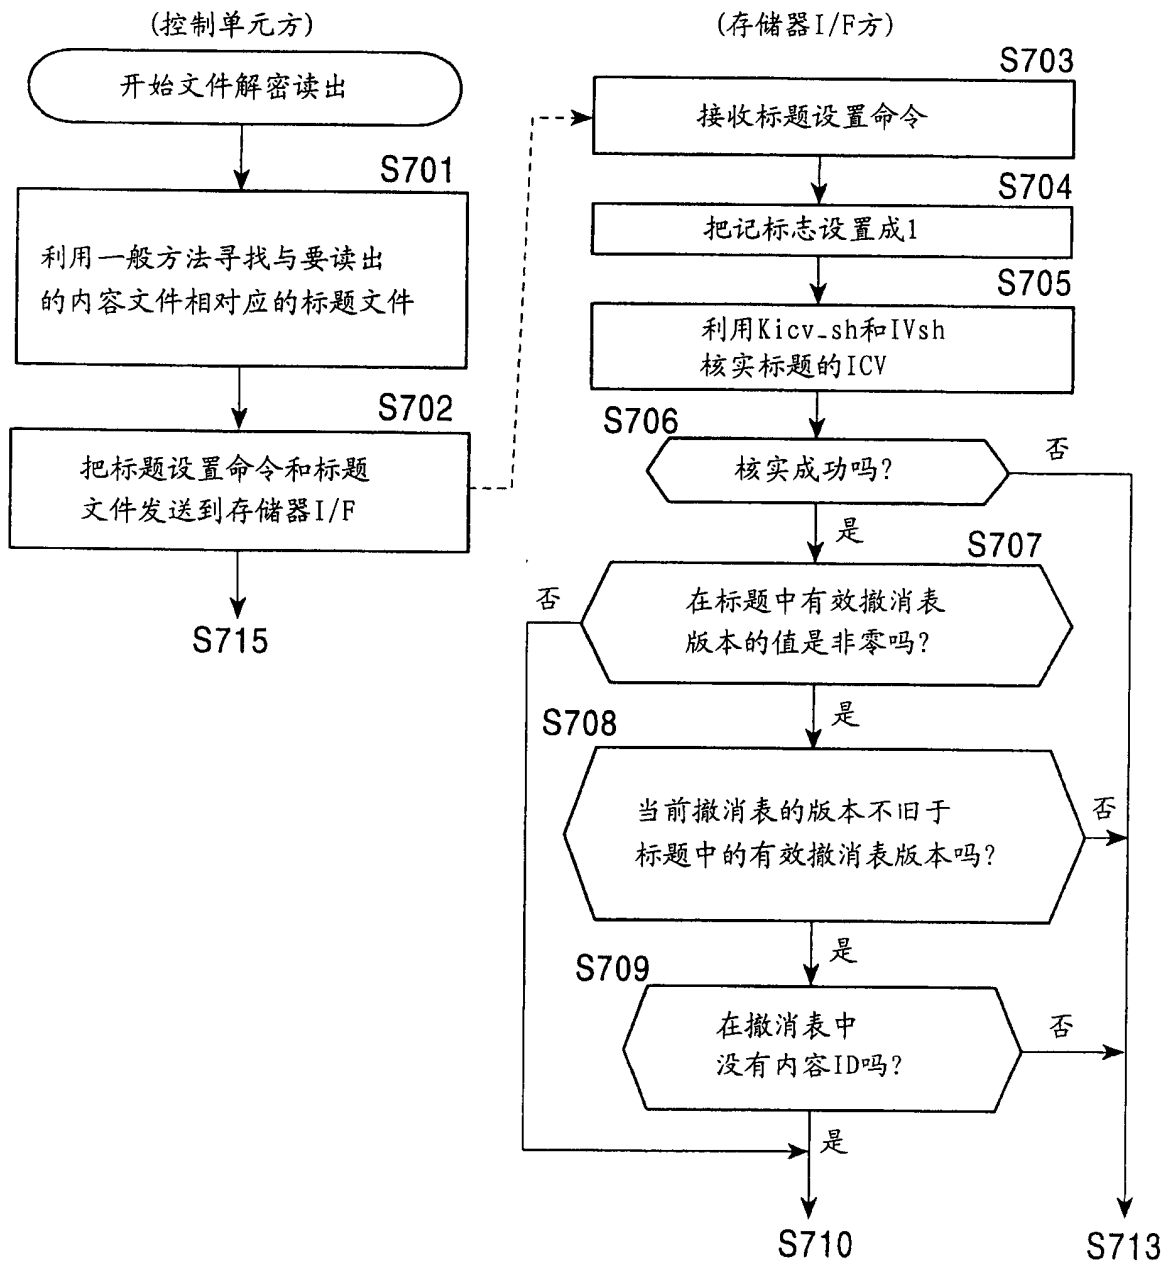 (控制单元方)
开始文件解密读出
S701
利用一般方法寻找与要读出
的内容文件相对应的标题文件
S702
把标题设置命令和标题
文件发送到存储器I/F
S715
(存储器I/F方)
S703
接收标题设置命令
S704
把记标志设置成1
S705
利用Kicv_sh和IVsh
核实标题的ICV
S706
核实成功吗?
否
是
S707
在标题中有效撤消表
版本的值是非零吗?
否
是
S708
当前撤消表的版本不旧于
标题中的有效撤消表版本吗?
否
是
S709
在撤消表中
没有内容ID吗?
否
是
S710
S713